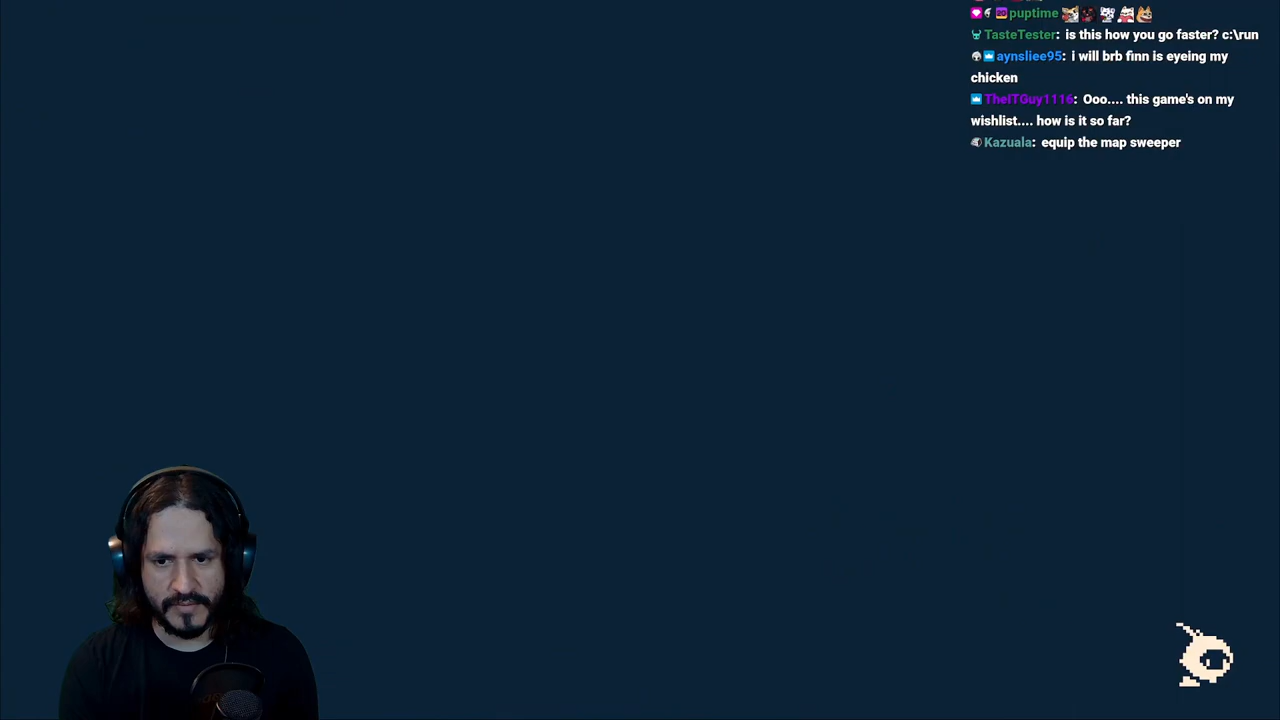 puptime
TasteTester: is this how you go faster? c:\run
aynsliee95: i will brb finn is eyeing my
chicken
TheITGuy1116: Ooo.... this game's on my
wishlist.... how is it so far?
Kazuala: equip the map sweeper